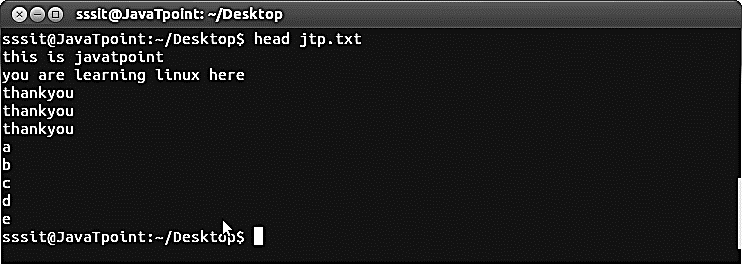 sssit@JavaTpoint: ~/Desktop
sssit@JavaTpoint:~/Desktop$ head jtp.txt
this is javatpoint
you are learning linux here
thankyou
thankyou
thankyou
a
b
c
d
e
sssit@JavaTpoint:~/Desktop$